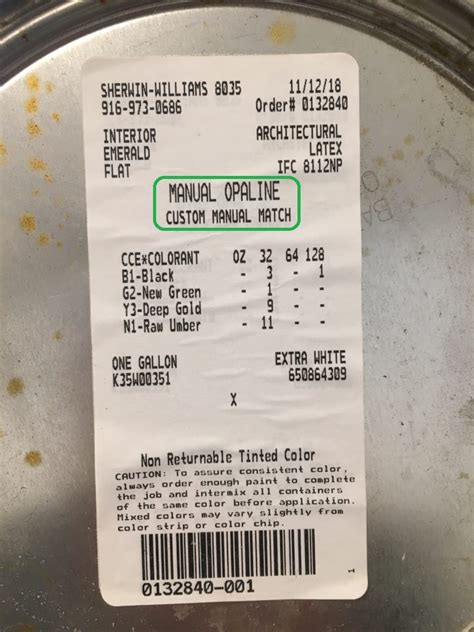 SHERWIN-WILLIAMS 8035 11/12/18
916-973-0686 Order# 0132840
INTERIOR ARCHITECTURAL
EMERALD LATEX
FLAT IFC 8112NP
MANUAL OPALINE
CUSTOM MANUAL MATCH
CCE*COLORANT OZ 32 64 128
B1-Black - 3 - 1
G2-New Green - 1 - -
Y3-Deep Gold - 9 - -
N1-Raw Umber - 11 - -
ONE GALLON EXTRA WHITE
K35W00351 650864309
X
Non Returnable Tinted Color
CAUTION: To assure consistent color,
always order enough paint to complete
the job and intermix all containers
of the same color before application.
Mixed colors may vary slightly from
color strip or color chip.
0132840-001
1